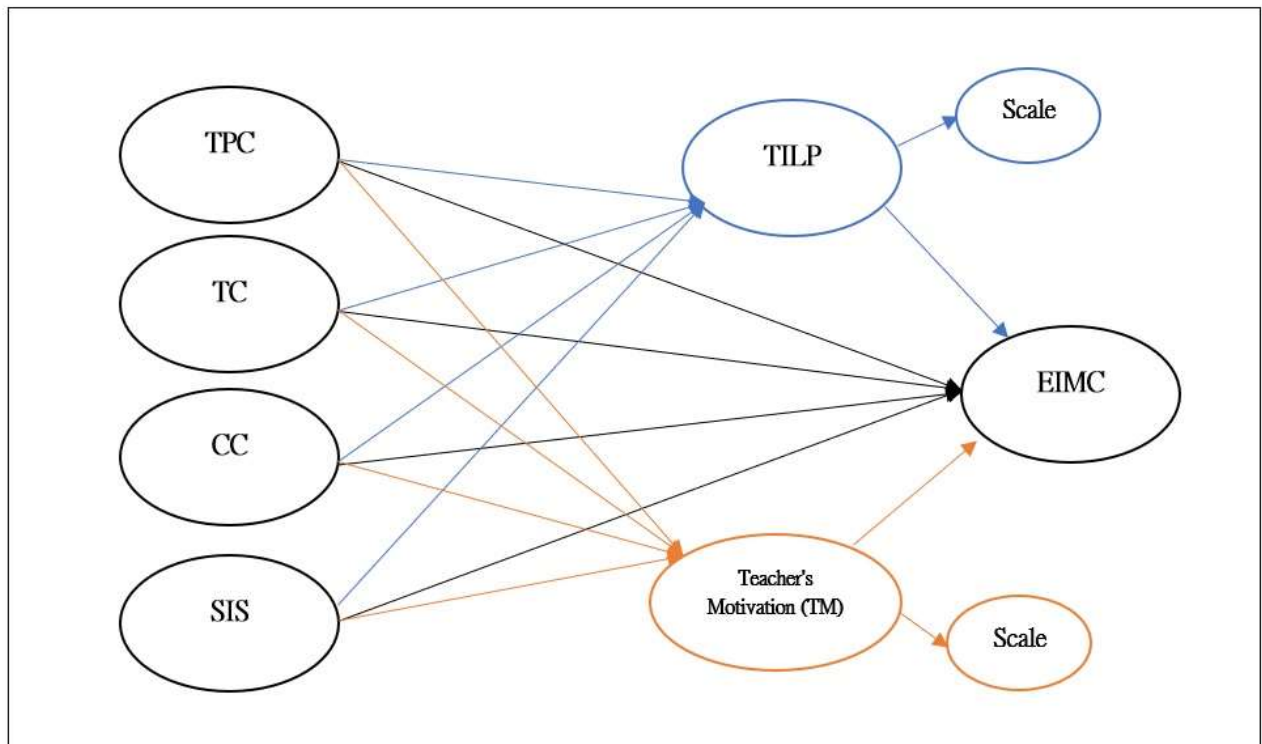 TPC
TC
CC
SIS
TILP
Scale
EIMC
Teacher's
Motivation (TM)
Scale